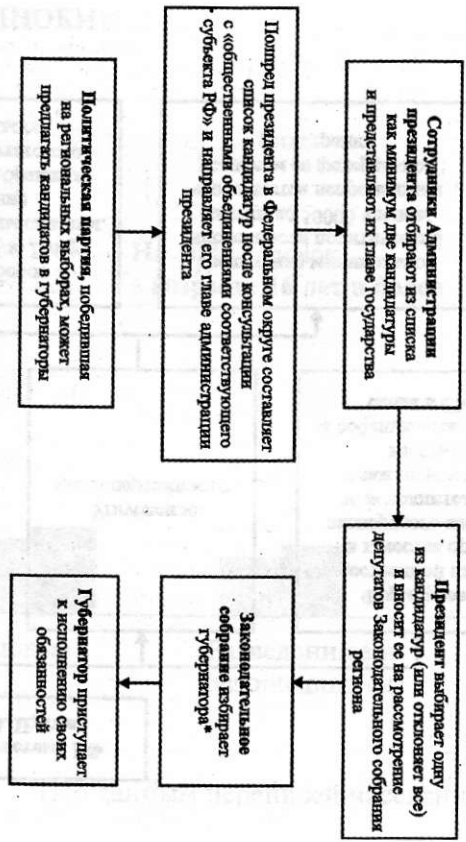 Политическая партия, победившая
на региональных выборах, может
предлагать кандидатов в губернаторы
Полпред президента в Федеральном округе составляет
список кандидатур после консультации
с «общественными объединениями соответствующего
субъекта РФ» и направляет его главе администрации
президента
Сотрудники Администрации
президента отбирают из списка
как минимум две кандидатуры
и представляют их главе государства
Президент выбирает одну
из кандидатур (или отклоняет все)
и вносит ее на рассмотрение
депутатов Законодательного собрания
региона
Законодательное
собрание избирает
губернатора*
Губернатор приступает
к исполнению своих
обязанностей